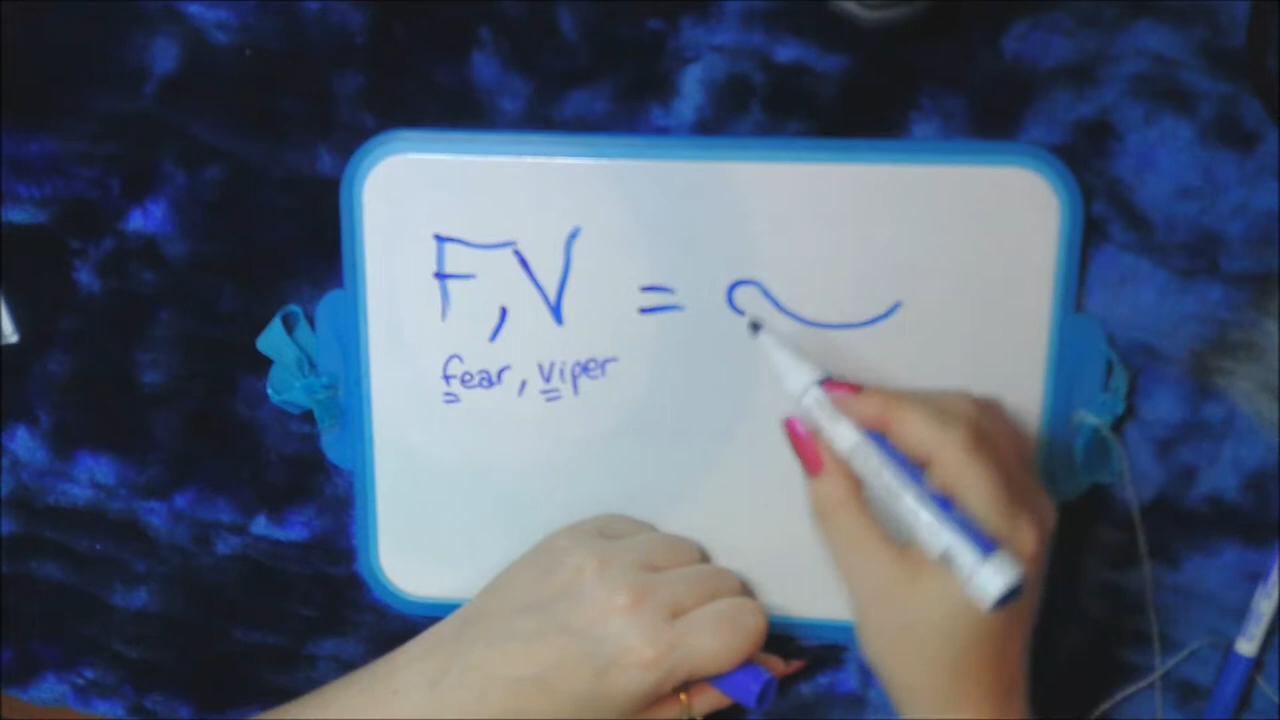 F, V =
fear, viper